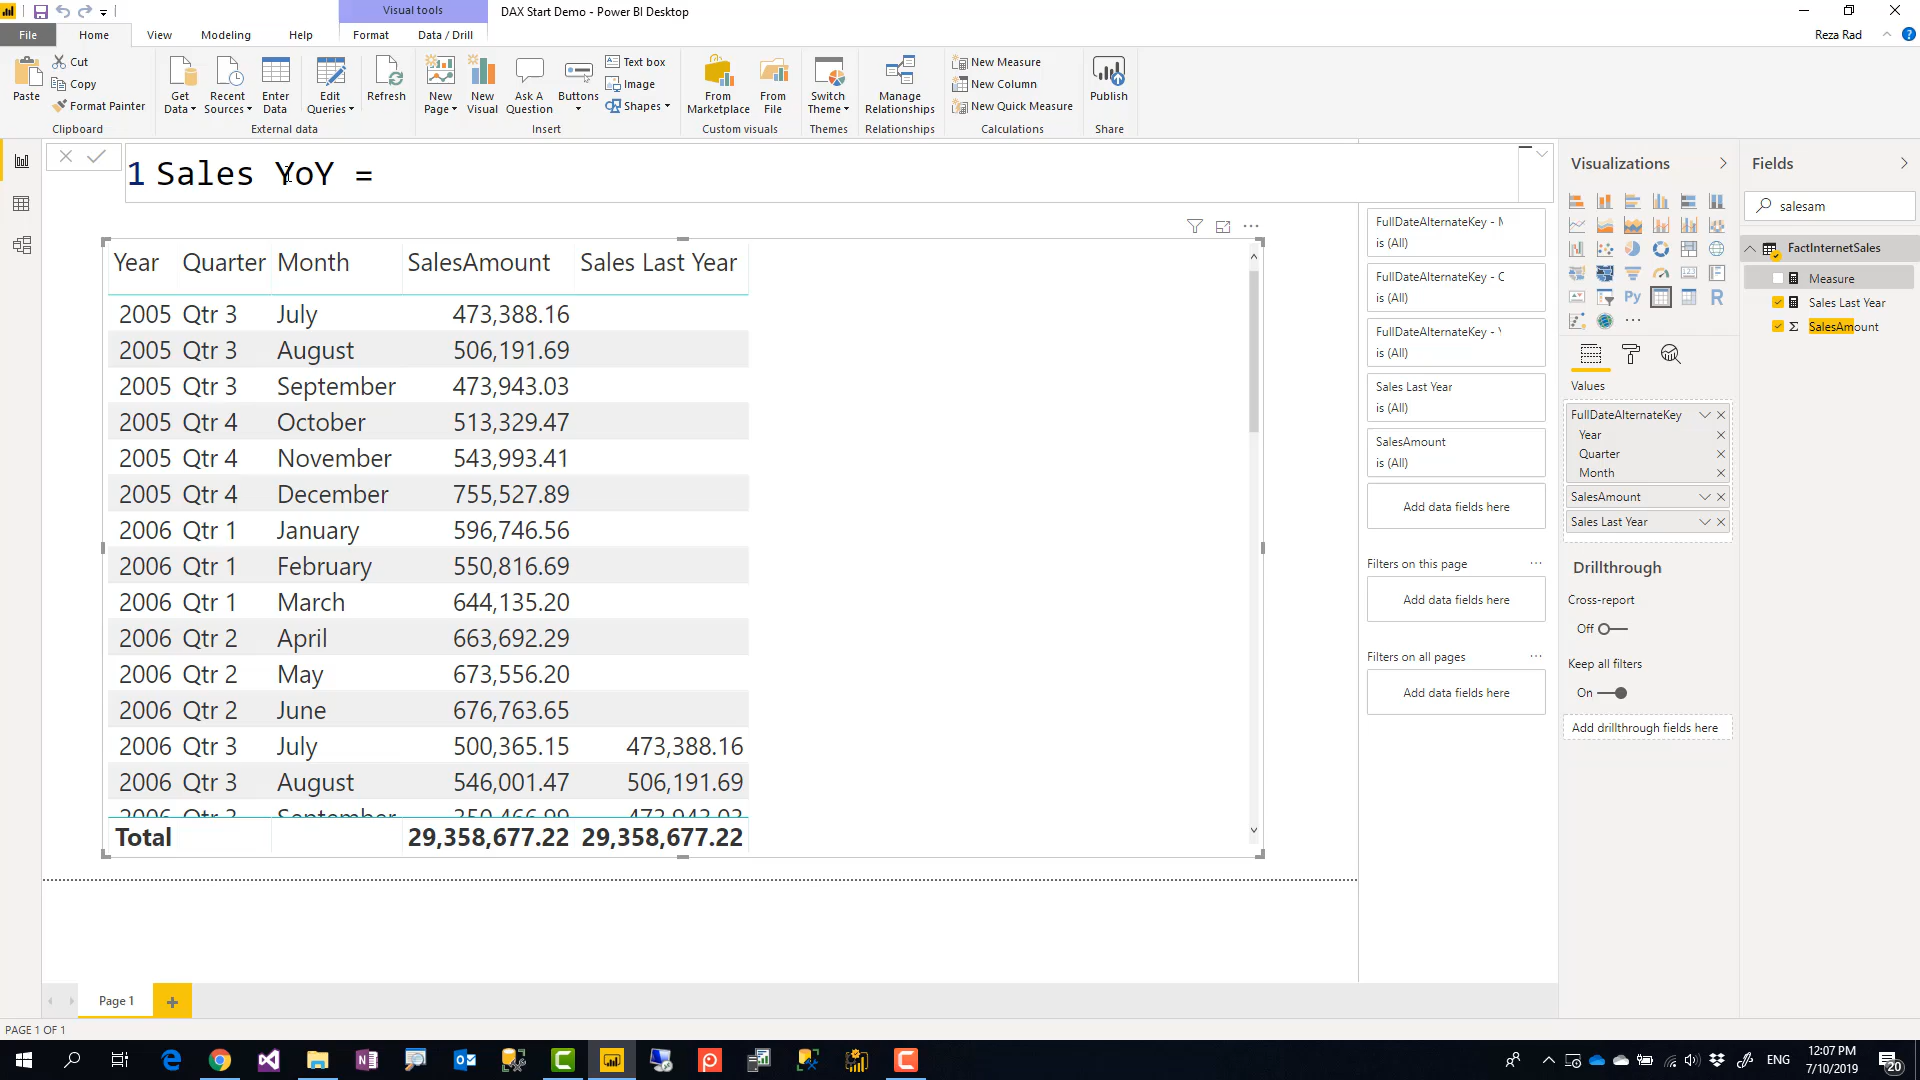 Visual tools
DAX Start Demo - Power BI Desktop
File
Home
View
Modeling
Help
Format
Data / Drill
Reza Rad
Paste
Cut
Copy
Format Painter
Clipboard
Get Data
Recent Sources
Enter Data
Edit Queries
Refresh
External data
New Page
New Visual
Ask A Question
Buttons
Text box
Image
Shapes
Insert
From Marketplace
From File
Custom visuals
Switch Theme
Themes
Manage Relationships
Relationships
New Measure
New Column
New Quick Measure
Calculations
Publish
Share
1 Sales YoY =
Year Quarter Month SalesAmount Sales Last Year
2005 Qtr 3 July 473,388.16
2005 Qtr 3 August 506,191.69
2005 Qtr 3 September 473,943.03
2005 Qtr 4 October 513,329.47
2005 Qtr 4 November 543,993.41
2005 Qtr 4 December 755,527.89
2006 Qtr 1 January 596,746.56
2006 Qtr 1 February 550,816.69
2006 Qtr 1 March 644,135.20
2006 Qtr 2 April 663,692.29
2006 Qtr 2 May 673,556.20
2006 Qtr 2 June 676,763.65
2006 Qtr 3 July 500,365.15 473,388.16
2006 Qtr 3 August 546,001.47 506,191.69
2006 Qtr 3 September 350,466.99 473,943.03
Total 29,358,677.22 29,358,677.22
FullDateAlternateKey -
is (All)
FullDateAlternateKey -
is (All)
FullDateAlternateKey -
is (All)
Sales Last Year
is (All)
SalesAmount
is (All)
Add data fields here
Filters on this page
Add data fields here
Filters on all pages
Add data fields here
Visualizations
Py
R
Values
FullDateAlternateKey
Year
Quarter
Month
SalesAmount
Sales Last Year
Drillthrough
Cross-report
Off
Keep all filters
On
Add drillthrough fields here
Fields
salesam
FactInternetSales
Measure
Sales Last Year
SalesAmount
Page 1
PAGE 1 OF 1
ENG
12:07 PM
7/10/2019
20